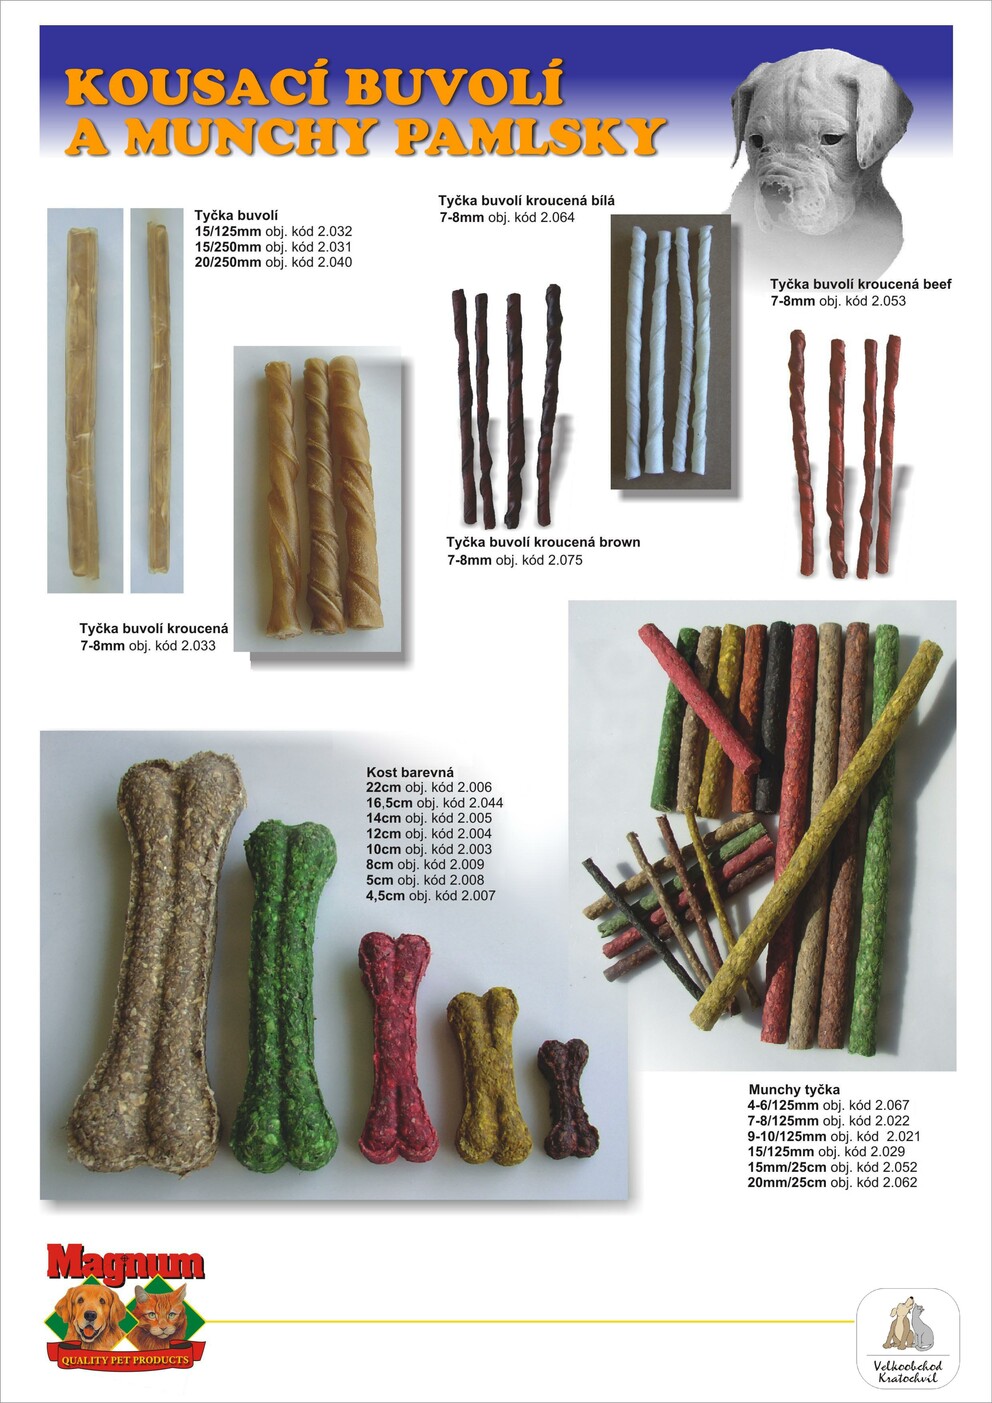 KOUSACÍ BUVOLÍ
A MUNCHY PAMLSKY
Tyčka buvolí
15/125mm obj. kód 2.032
15/250mm obj. kód 2.031
20/250mm obj. kód 2.040
Tyčka buvolí kroucená bílá
7-8mm obj. kód 2.064
Tyčka buvolí kroucená beef
7-8mm obj. kód 2.053
Tyčka buvolí kroucená brown
7-8mm obj. kód 2.075
Tyčka buvolí kroucená
7-8mm obj. kód 2.033
Kost barevná
22cm obj. kód 2.006
16,5cm obj. kód 2.044
14cm obj. kód 2.005
12cm obj. kód 2.004
10cm obj. kód 2.003
8cm obj. kód 2.009
5cm obj. kód 2.008
4,5cm obj. kód 2.007
Munchy tyčka
4-6/125mm obj. kód 2.067
7-8/125mm obj. kód 2.022
9-10/125mm obj. kód 2.021
15/125mm obj. kód 2.029
15mm/25cm obj. kód 2.052
20mm/25cm obj. kód 2.062
Magnum
QUALITY PET PRODUCTS
Velkoobchod
Kratochvíl